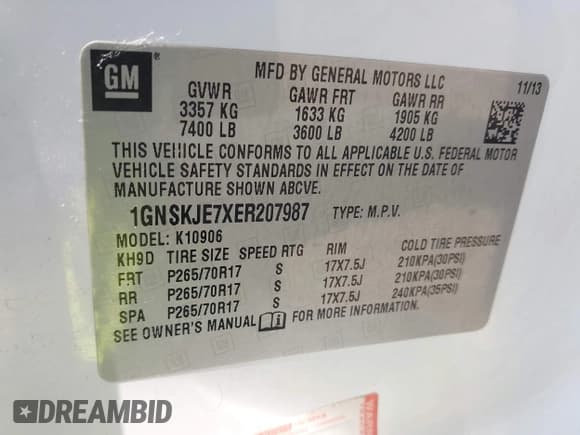 GM ®
MFD BY GENERAL MOTORS LLC 11/13
GVWR GAWR FRT GAWR RR
3357 KG 1633 KG 1905 KG
7400 LB 3600 LB 4200 LB
THIS VEHICLE CONFORMS TO ALL APPLICABLE U.S. FEDERAL MOTOR
VEHICLE SAFETY STANDARDS IN EFFECT ON THE DATE OF
MANUFACTURE SHOWN ABOVE.
1GNSKJE7XER207987 TYPE: M.P.V.
MODEL: K10906
KH9D TIRE SIZE SPEED RTG RIM COLD TIRE PRESSURE
FRT P265/70R17 S 17X7.5J 210KPA(30PSI)
RR P265/70R17 S 17X7.5J 210KPA(30PSI)
SPA P265/70R17 S 17X7.5J 240KPA(35PSI)
SEE OWNER'S MANUAL i FOR MORE INFORMATION.
DREAMBID